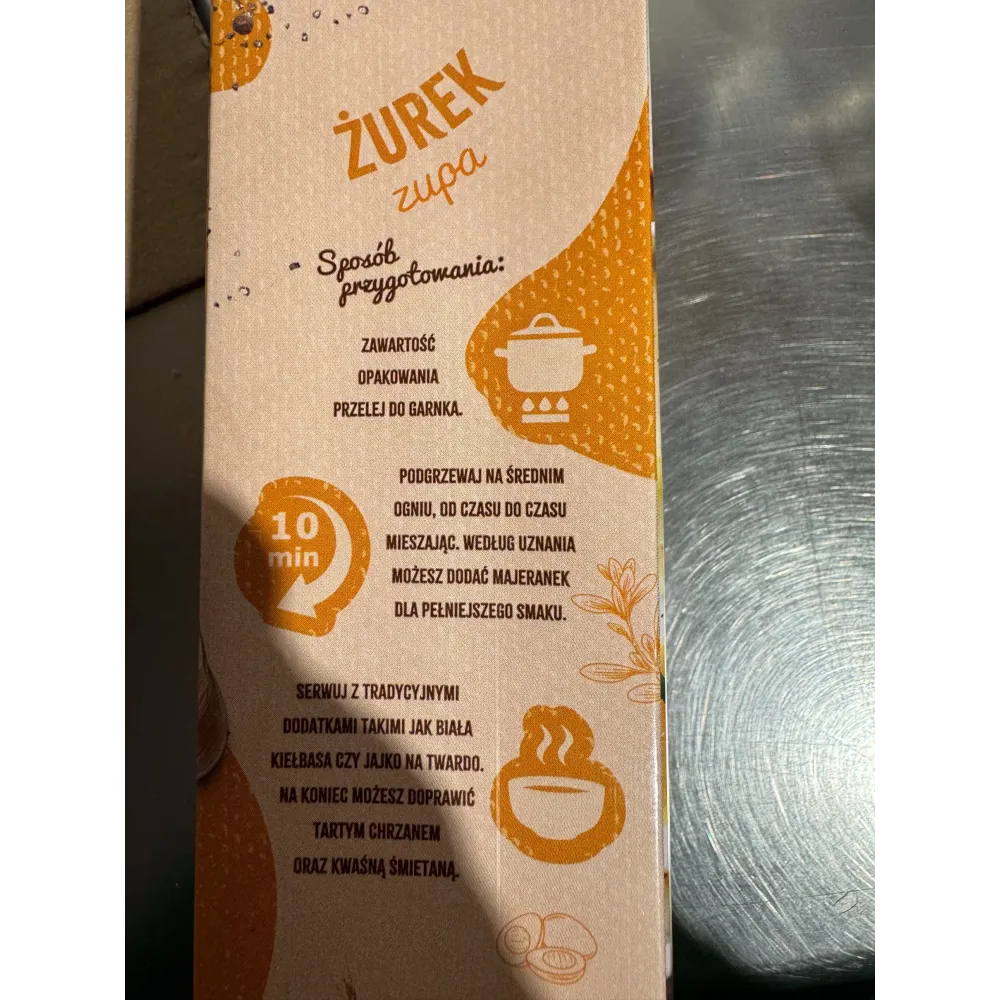 ŻUREK
zupa
Sposób
przygotowania:
ZAWARTOŚĆ
OPAKOWANIA
PRZELEJ DO GARNKA.
10
min
PODGRZEWAJ NA ŚREDNIM
OGNIU, OD CZASU DO CZASU
MIESZAJĄC. WEDŁUG UZNANIA
MOŻESZ DODAĆ MAJERANEK
DLA PEŁNIEJSZEGO SMAKU.
SERWUJ Z TRADYCYJNYMI
DODATKAMI TAKIMI JAK BIAŁA
KIEŁBASA CZY JAJKO NA TWARDO.
NA KONIEC MOŻESZ DOPRAWIĆ
TARTYM CHRZANEM
ORAZ KWAŚNĄ ŚMIETANĄ.